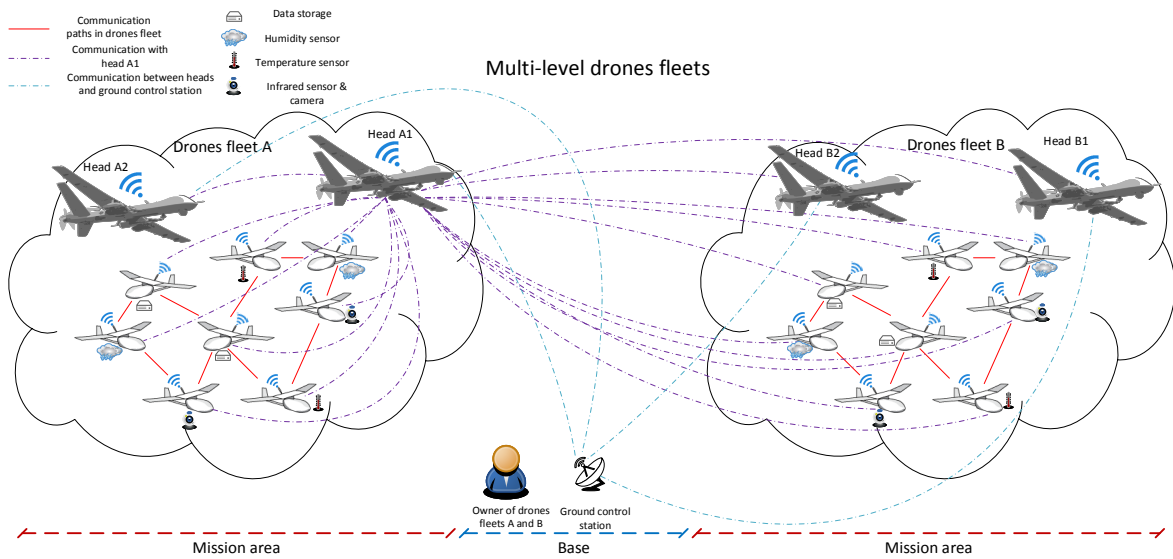 Communication
paths in drones fleet
Communication with
head A1
Communication between heads
and ground control station
Data storage
Humidity sensor
Temperature sensor
Infrared sensor &
camera
Multi-level drones fleets
Drones fleet A
Head A1
Head A2
Head B2
Drones fleet B
Head B1
Owner of drones
fleets A and B
Ground control
station
Mission area
Base
Mission area